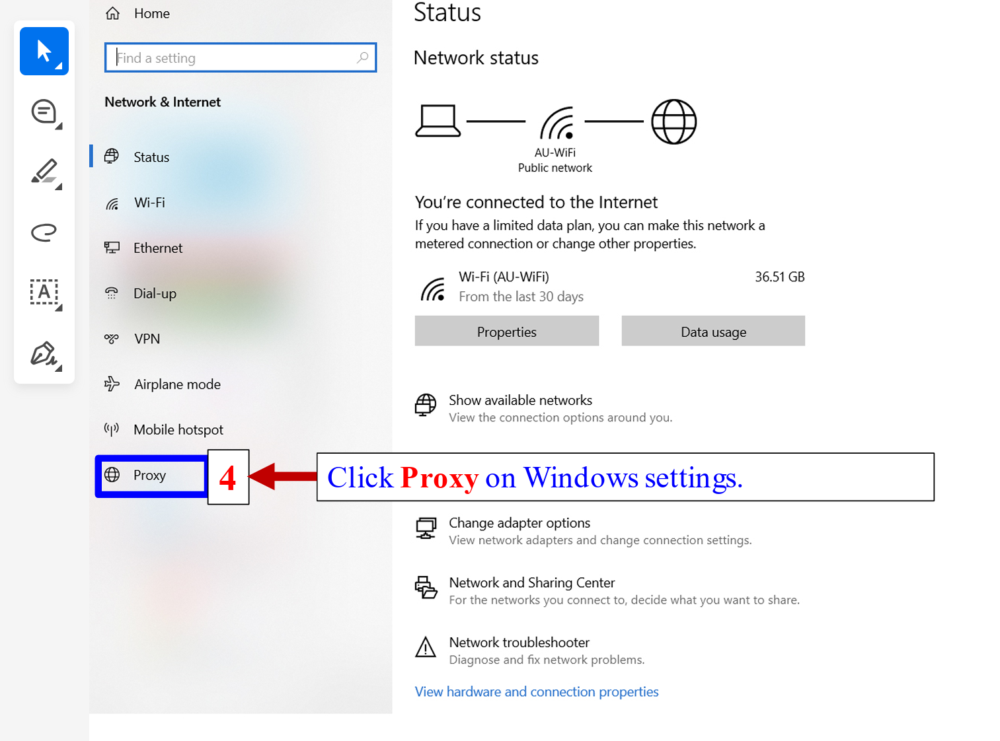 Home
Find a setting
Network & Internet
Status
Wi-Fi
Ethernet
Dial-up
VPN
Airplane mode
Mobile hotspot
Proxy
4
Click Proxy on Windows settings.
Status
Network status
AU-WiFi
Public network
You're connected to the Internet
If you have a limited data plan, you can make this network a
metered connection or change other properties.
Wi-Fi (AU-WiFi)
36.51 GB
From the last 30 days
Properties
Data usage
Show available networks
View the connection options around you.
Change adapter options
View network adapters and change connection settings.
Network and Sharing Center
For the networks you connect to, decide what you want to share.
Network troubleshooter
Diagnose and fix network problems.
View hardware and connection properties